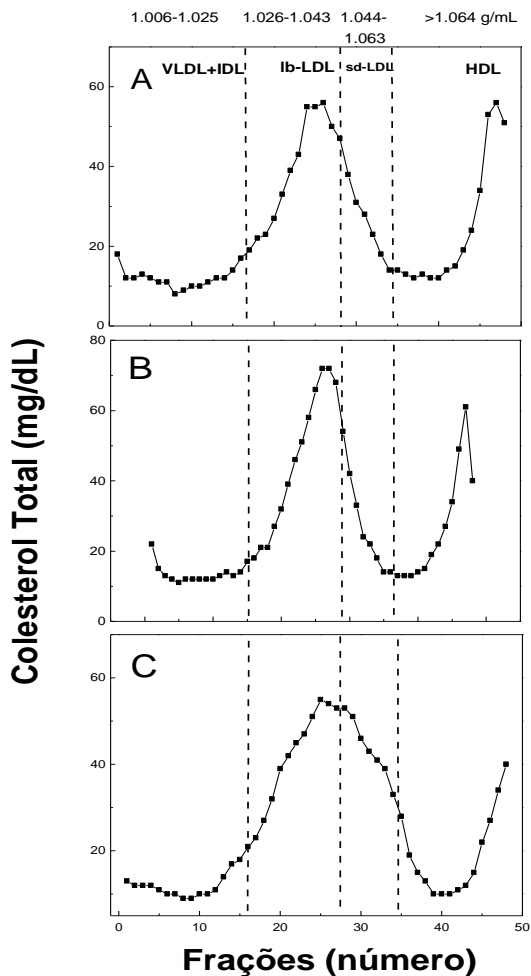 1.006-1.025 1.026-1.043 1.044-1.063 >1.064 g/mL
A VLDL+IDL lb-LDL sd-LDL HDL
60
40
20
0
B
80
60
40
20
0
C
60
40
20
0 10 20 30 40 50
Colesterol Total (mg/dL)
Frações (número)